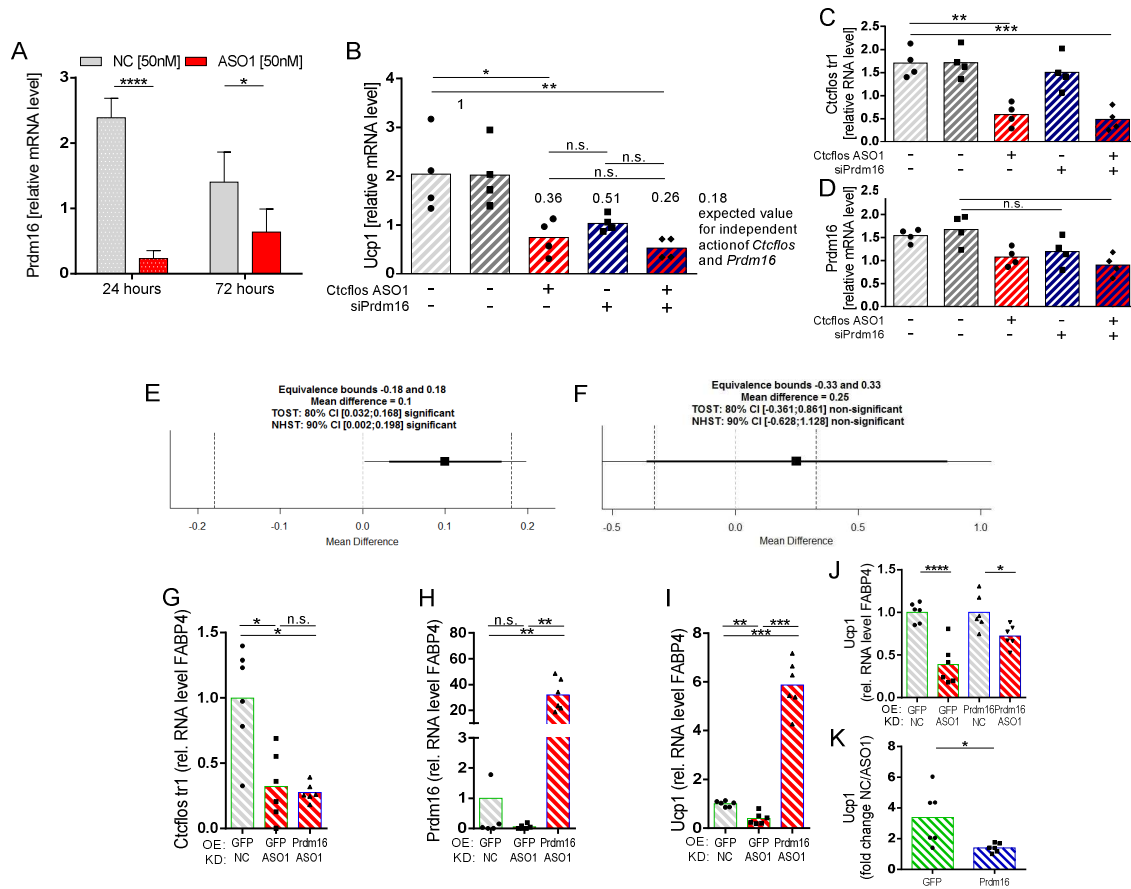 A
NC [50nM] ASO1 [50nM]
Prdm16 [relative mRNA level]
3
2
1
0
****
*
24 hours
72 hours
B
Ucp1 [relative mRNA level]
4
3
2
1
0
*
**
1
n.s.
n.s.
n.s.
0.36
0.51
0.26
0.18
expected value
for independent
actionof Ctcflos
and Prdm16
Ctcflos ASO1 - - + - +
siPrdm16 - - - + +
C
Ctcflos tr1
[relative RNA level]
2.5
2.0
1.5
1.0
0.5
0.0
**
***
Ctcflos ASO1 - - + - +
siPrdm16 - - - + +
D
Prdm16
[relative mRNA level]
2.5
2.0
1.5
1.0
0.5
0.0
n.s.
Ctcflos ASO1 - - + - +
siPrdm16 - - - + +
E
Equivalence bounds -0.18 and 0.18
Mean difference = 0.1
TOST: 80% CI [0.032;0.168] significant
NHST: 90% CI [0.002;0.198] significant
-0.2 -0.1 0.0 0.1 0.2
Mean Difference
F
Equivalence bounds -0.33 and 0.33
Mean difference = 0.25
TOST: 80% CI [-0.361;0.861] non-significant
NHST: 90% CI [-0.628;1.128] non-significant
-0.5 0.0 0.5 1.0
Mean Difference
G
Ctcflos tr1 (rel. RNA level FABP4)
1.5
1.0
0.5
0.0
* n.s.
*
OE: GFP GFP Prdm16
KD: NC ASO1 ASO1
H
Prdm16 (rel. RNA level FABP4)
80
60
40
20
2
1
0
n.s. **
**
OE: GFP GFP Prdm16
KD: NC ASO1 ASO1
I
Ucp1 (rel. RNA level FABP4)
8
6
4
2
0
** ***
***
OE: GFP GFP Prdm16
KD: NC ASO1 ASO1
J
Ucp1
(rel. RNA level FABP4)
1.5
1.0
0.5
0.0
****
*
OE: GFP GFP Prdm16 Prdm16
KD: NC ASO1 NC ASO1
K
Ucp1
(fold change NC/ASO1)
8
6
4
2
0
*
GFP Prdm16